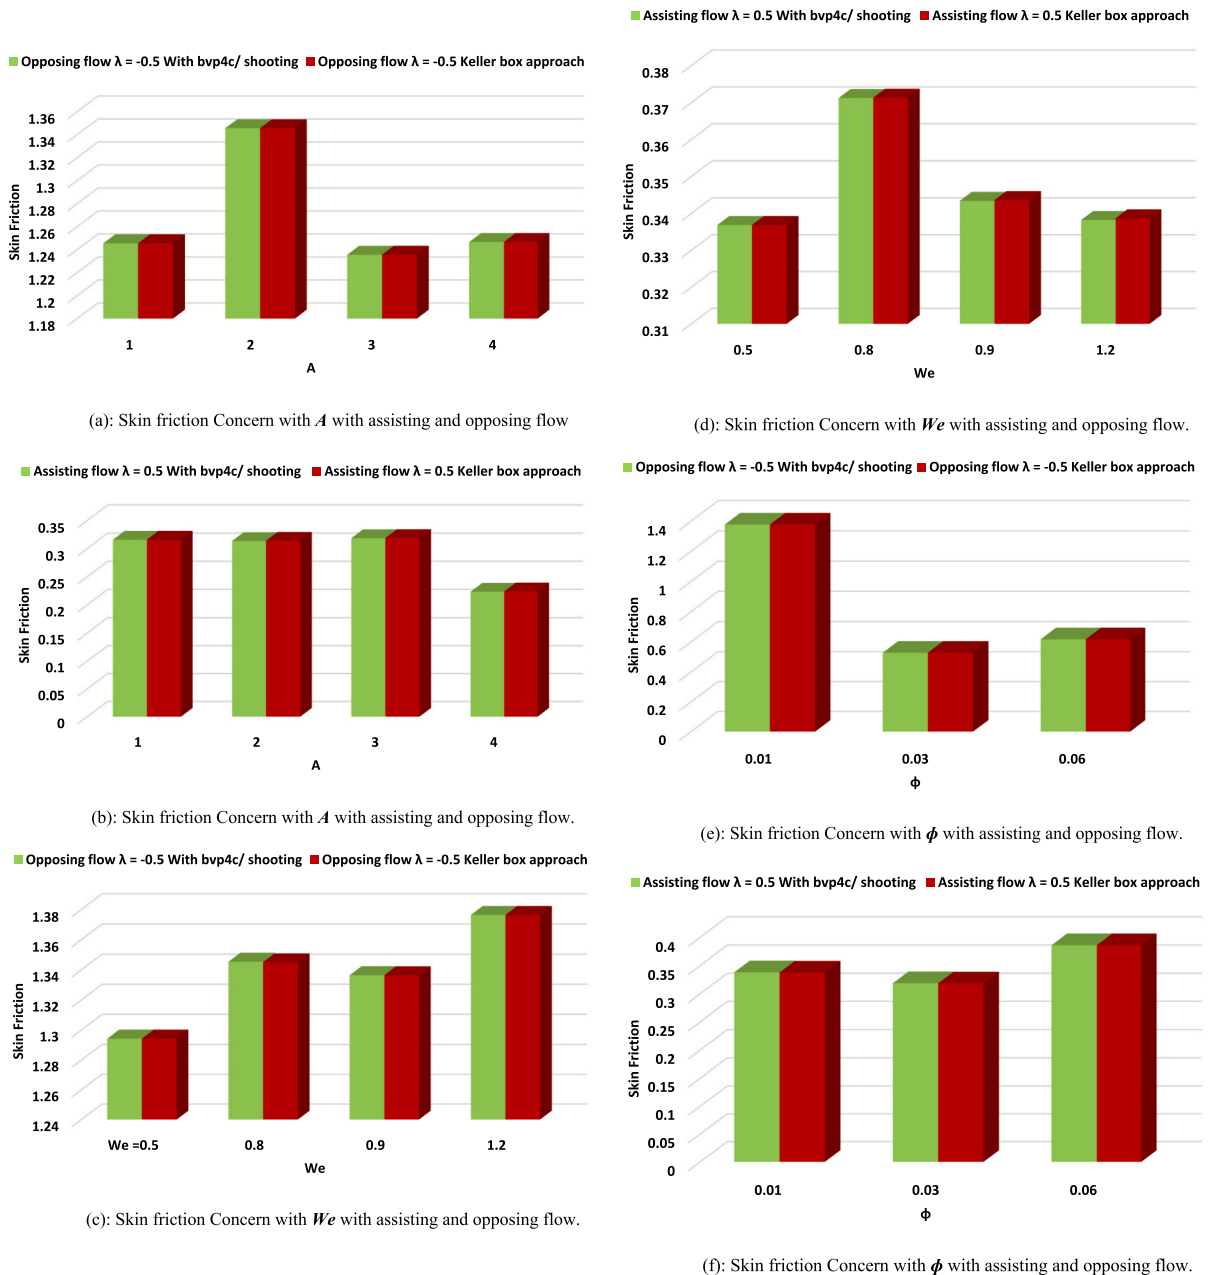 Opposing flow λ = -0.5 With bvp4c/ shooting Opposing flow λ = -0.5 Keller box approach
1.36
1.34
1.32
1.3
1.28
1.26
1.24
1.22
1.2
1.18
Skin Friction
1 2 3 4
A
(a): Skin friction Concern with A with assisting and opposing flow
Assisting flow λ = 0.5 With bvp4c/ shooting Assisting flow λ = 0.5 Keller box approach
0.35
0.3
0.25
0.2
0.15
0.1
0.05
0
Skin Friction
1 2 3 4
A
(b): Skin friction Concern with A with assisting and opposing flow.
Opposing flow λ = -0.5 With bvp4c/ shooting Opposing flow λ = -0.5 Keller box approach
1.38
1.36
1.34
1.32
1.3
1.28
1.26
1.24
Skin Friction
We =0.5 0.8 0.9 1.2
We
(c): Skin friction Concern with We with assisting and opposing flow.
Assisting flow λ = 0.5 With bvp4c/ shooting Assisting flow λ = 0.5 Keller box approach
0.38
0.37
0.36
0.35
0.34
0.33
0.32
0.31
Skin Friction
0.5 0.8 0.9 1.2
We
(d): Skin friction Concern with We with assisting and opposing flow.
Opposing flow λ = -0.5 With bvp4c/ shooting Opposing flow λ = -0.5 Keller box approach
1.4
1.2
1
0.8
0.6
0.4
0.2
0
Skin Friction
0.01 0.03 0.06
ϕ
(e): Skin friction Concern with ϕ with assisting and opposing flow.
Assisting flow λ = 0.5 With bvp4c/ shooting Assisting flow λ = 0.5 Keller box approach
0.4
0.35
0.3
0.25
0.2
0.15
0.1
0.05
0
Skin Friction
0.01 0.03 0.06
ϕ
(f): Skin friction Concern with ϕ with assisting and opposing flow.